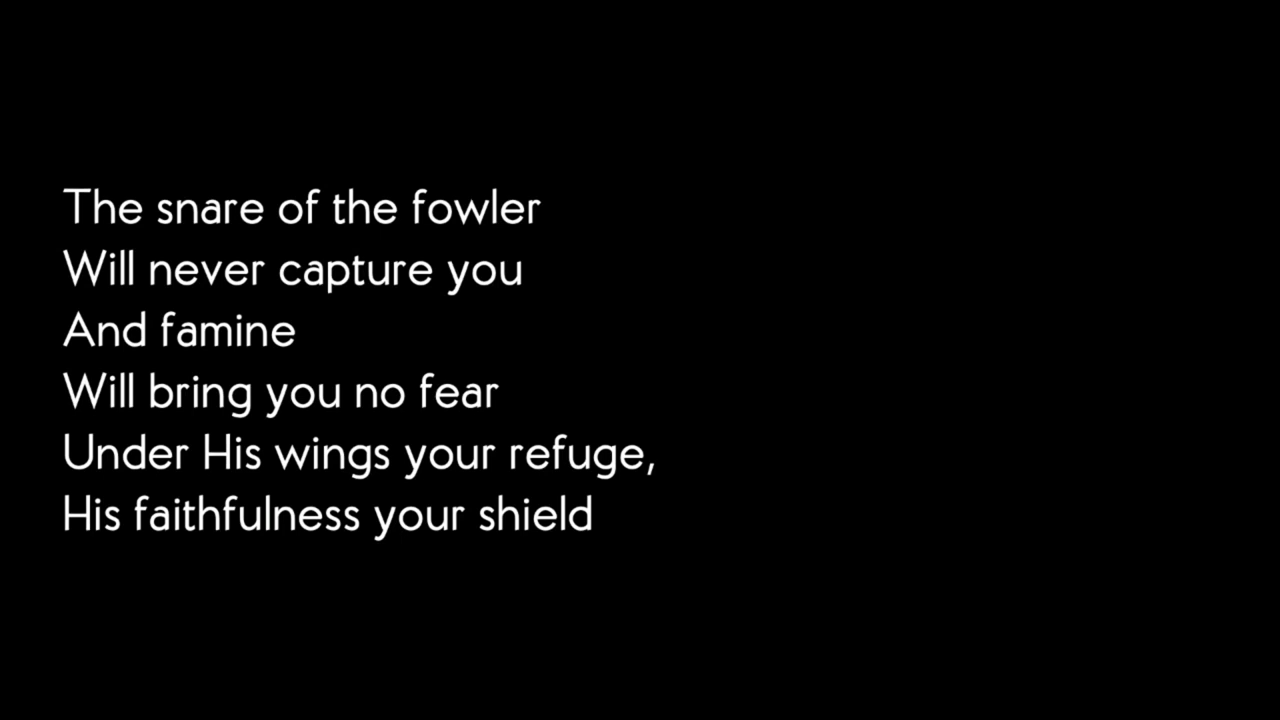 The snare of the fowler
Will never capture you
And famine
Will bring you no fear
Under His wings your refuge,
His faithfulness your shield